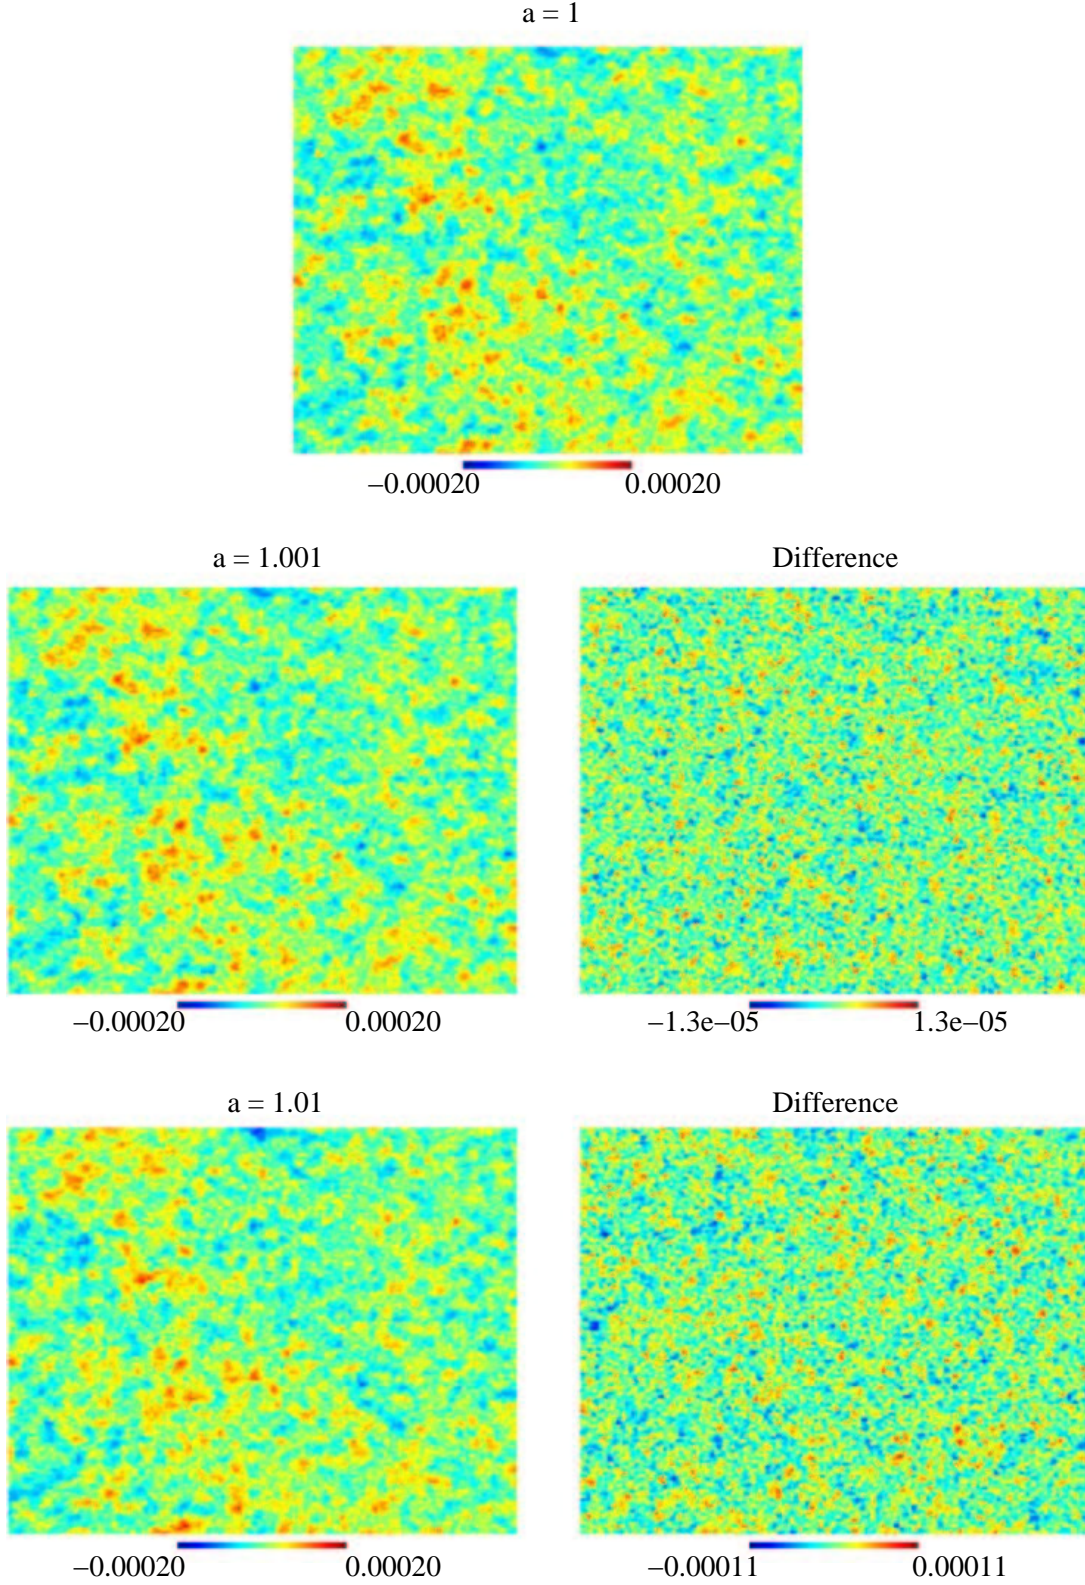 a = 1
−0.00020 0.00020
a = 1.001 Difference
−0.00020 0.00020 −1.3e−05 1.3e−05
a = 1.01 Difference
−0.00020 0.00020 −0.00011 0.00011